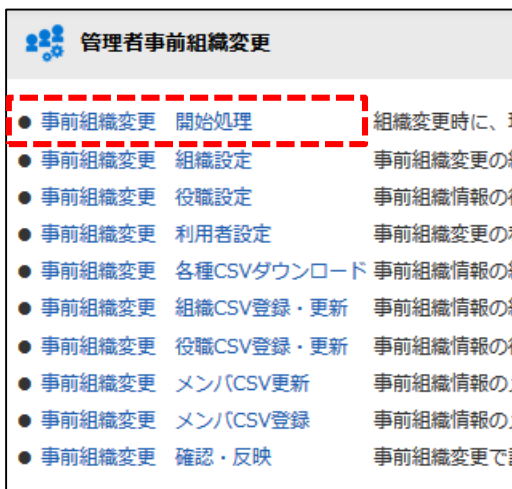 管理者事前組織変更
● 事前組織変更　開始処理 組織変更時に、
● 事前組織変更　組織設定 事前組織変更の
● 事前組織変更　役職設定 事前組織情報の
● 事前組織変更　利用者設定 事前組織変更の
● 事前組織変更　各種CSVダウンロード 事前組織情報の
● 事前組織変更　組織CSV登録・更新 事前組織情報の
● 事前組織変更　役職CSV登録・更新 事前組織情報の
● 事前組織変更　メンバCSV更新 事前組織情報の
● 事前組織変更　メンバCSV登録 事前組織情報の
● 事前組織変更　確認・反映 事前組織変更で